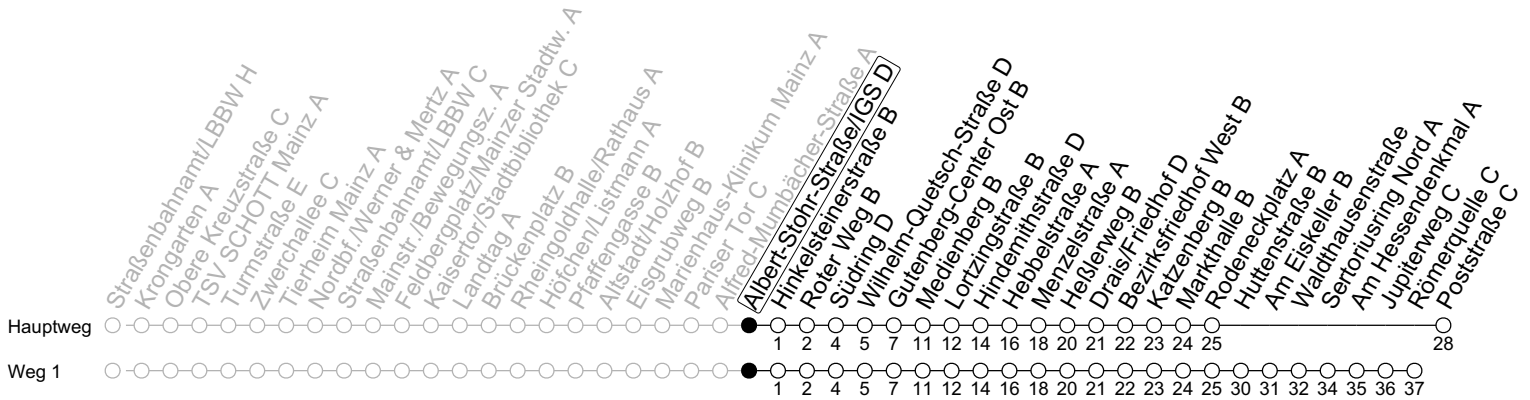 Straßenbahnamt/LBBW H
Krongarten A
Obere Kreuzstraße C
TSV SCHOTT Mainz A
Turmstraße E
Zwerchallee C
Tierheim Mainz A
Nordbf./Werner & Mertz A
Straßenbahnamt/LBBW C
Mainstr./Bewegungsz. A
Feldbergplatz/Mainzer Stadtw. A
Kaisertor/Stadtbibliothek C
Landtag A
Brückenplatz B
Rheingoldhalle/Rathaus A
Höfchen/Listmann A
Pfaffengasse B
Altstadt/Holzhof B
Eisgrubweg B
Marienhaus-Klinikum Mainz A
Pariser Tor C
Alfred-Mumbächer-Straße A
Albert-Stohr-Straße/IGS D
Hinkelsteinerstraße B
Roter Weg B
Südring D
Wilhelm-Quetsch-Straße D
Gutenberg-Center Ost B
Medienberg B
Lortzingstraße B
Hindemithstraße D
Hebbelstraße A
Menzelstraße A
Heßlerweg B
Drais/Friedhof D
Bezirksfriedhof West B
Katzenberg B
Markthalle B
Rodeneckplatz A
Huttenstraße B
Am Eiskeller B
Waldthausenstraße
Sertoriusring Nord A
Am Hessendenkmal A
Jupiterweg C
Römerquelle C
Poststraße C
Hauptweg
1 2 4 5 7 11 12 14 16 18 20 21 22 23 24 25 28
Weg 1
1 2 4 5 7 11 12 14 16 18 20 21 22 23 24 25 30 31 32 34 35 36 37